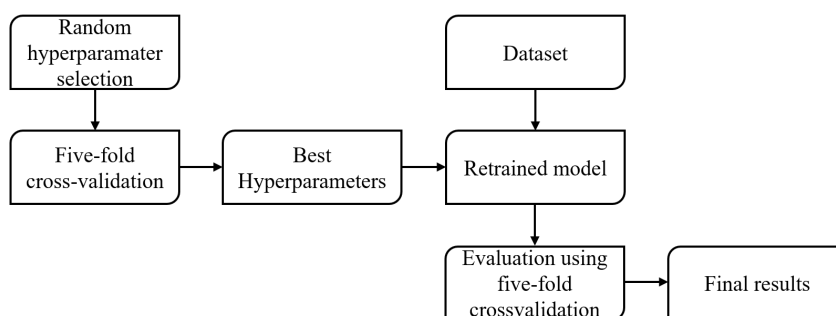 Random
hyperparamater
selection
Dataset
Five-fold
cross-validation
Best
Hyperparameters
Retrained model
Evaluation using
five-fold
crossvalidation
Final results